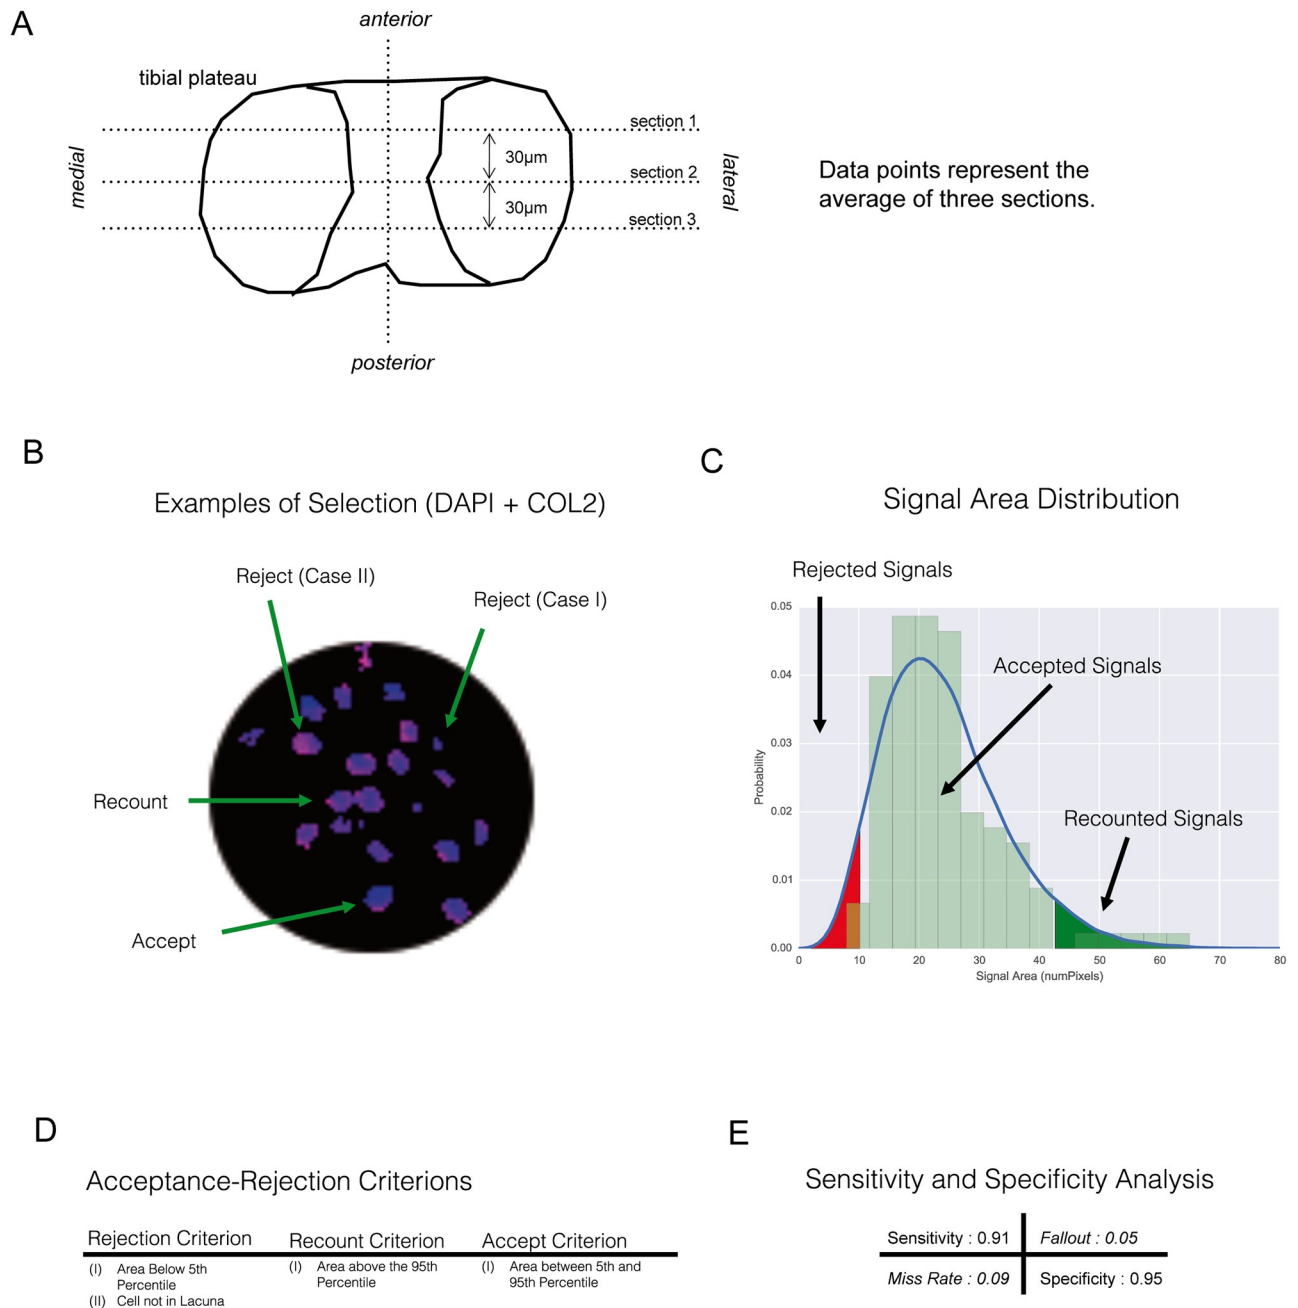 A
anterior
tibial plateau
section 1
30µm
medial
section 2
lateral
30µm
section 3
posterior
Data points represent the
average of three sections.
B
Examples of Selection (DAPI + COL2)
Reject (Case II)
Reject (Case I)
Recount
Accept
C
Signal Area Distribution
Rejected Signals
Accepted Signals
Recounted Signals
Probability
0.05
0.04
0.03
0.02
0.01
0.00
0 10 20 30 40 50 60 70 80
Signal Area (numPixels)
D
Acceptance-Rejection Criterions
Rejection Criterion Recount Criterion Accept Criterion
(I) Area Below 5th
Percentile
(II) Cell not in Lacuna
(I) Area above the 95th
Percentile
(I) Area between 5th and
95th Percentile
E
Sensitivity and Specificity Analysis
Sensitivity : 0.91 Fallout : 0.05
Miss Rate : 0.09 Specificity : 0.95